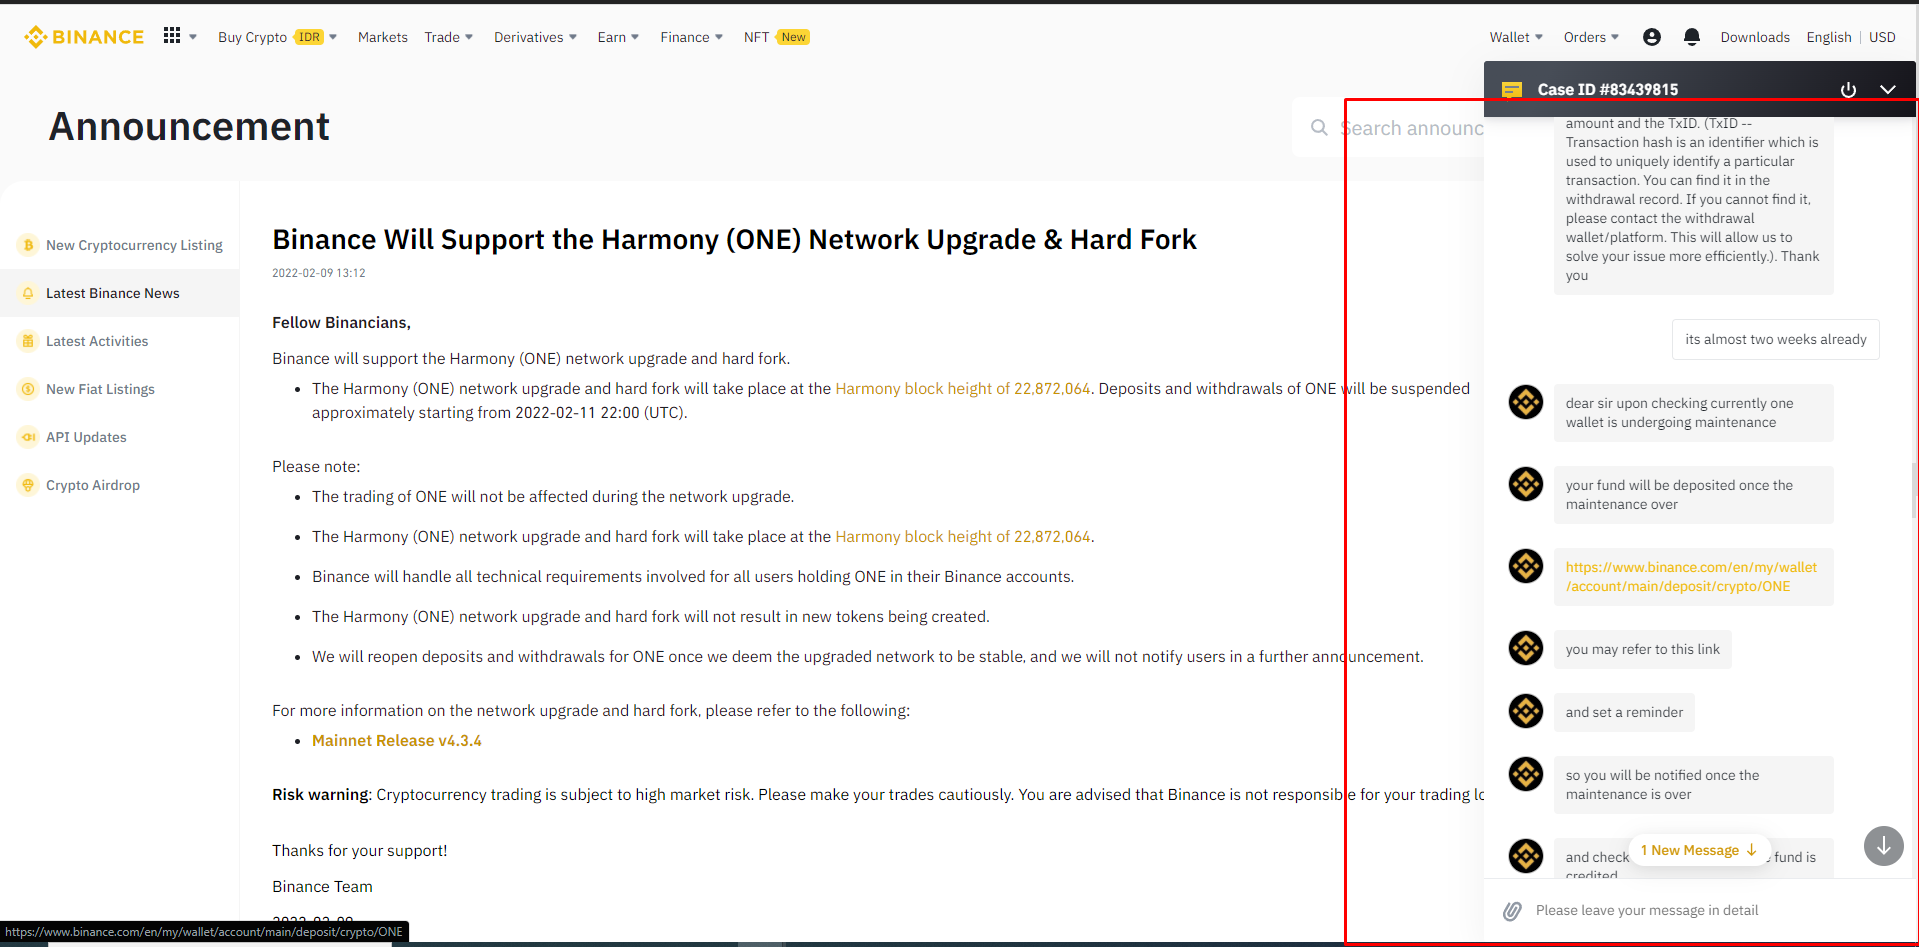 BINANCE
Buy Crypto IDR
Markets
Trade
Derivatives
Earn
Finance
NFT New
Wallet
Orders
Downloads
English | USD
Announcement
Search announc
New Cryptocurrency Listing
Latest Binance News
Latest Activities
New Fiat Listings
API Updates
Crypto Airdrop
Binance Will Support the Harmony (ONE) Network Upgrade & Hard Fork
2022-02-09 13:12
Fellow Binancians,
Binance will support the Harmony (ONE) network upgrade and hard fork.
• The Harmony (ONE) network upgrade and hard fork will take place at the Harmony block height of 22,872,064. Deposits and withdrawals of ONE will be suspended
approximately starting from 2022-02-11 22:00 (UTC).
Please note:
• The trading of ONE will not be affected during the network upgrade.
• The Harmony (ONE) network upgrade and hard fork will take place at the Harmony block height of 22,872,064.
• Binance will handle all technical requirements involved for all users holding ONE in their Binance accounts.
• The Harmony (ONE) network upgrade and hard fork will not result in new tokens being created.
• We will reopen deposits and withdrawals for ONE once we deem the upgraded network to be stable, and we will not notify users in a further announcement.
For more information on the network upgrade and hard fork, please refer to the following:
• Mainnet Release v4.3.4
Risk warning: Cryptocurrency trading is subject to high market risk. Please make your trades cautiously. You are advised that Binance is not responsible for your trading lo
Thanks for your support!
Binance Team
2022-02-09
https://www.binance.com/en/my/wallet/account/main/deposit/crypto/ONE
Case ID #83439815
amount and the TxID. (TxID --
Transaction hash is an identifier which is
used to uniquely identify a particular
transaction. You can find it in the
withdrawal record. If you cannot find it,
please contact the withdrawal
wallet/platform. This will allow us to
solve your issue more efficiently.). Thank
you
its almost two weeks already
dear sir upon checking currently one
wallet is undergoing maintenance
your fund will be deposited once the
maintenance over
https://www.binance.com/en/my/wallet
/account/main/deposit/crypto/ONE
you may refer to this link
and set a reminder
so you will be notified once the
maintenance is over
and check
fund is
credited
1 New Message ↓
Please leave your message in detail